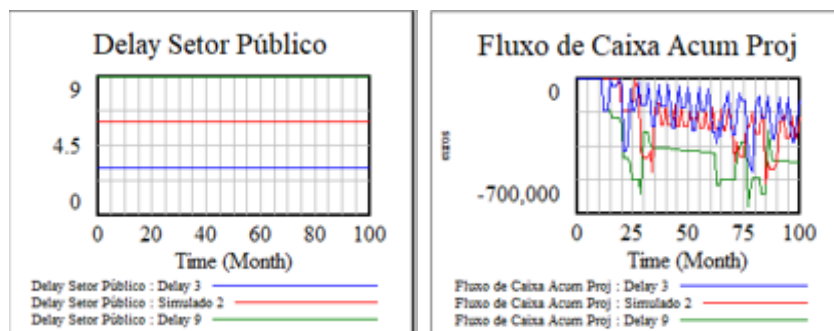 Delay Setor Público
9
4.5
0
0 20 40 60 80 100
Time (Month)
Delay Setor Público : Delay 3
Delay Setor Público : Simulado 2
Delay Setor Público : Delay 9
Fluxo de Caixa Acum Proj
0
euros
-700,000
0 25 50 75 100
Time (Month)
Fluxo de Caixa Acum Proj : Delay 3
Fluxo de Caixa Acum Proj : Simulado 2
Fluxo de Caixa Acum Proj : Delay 9